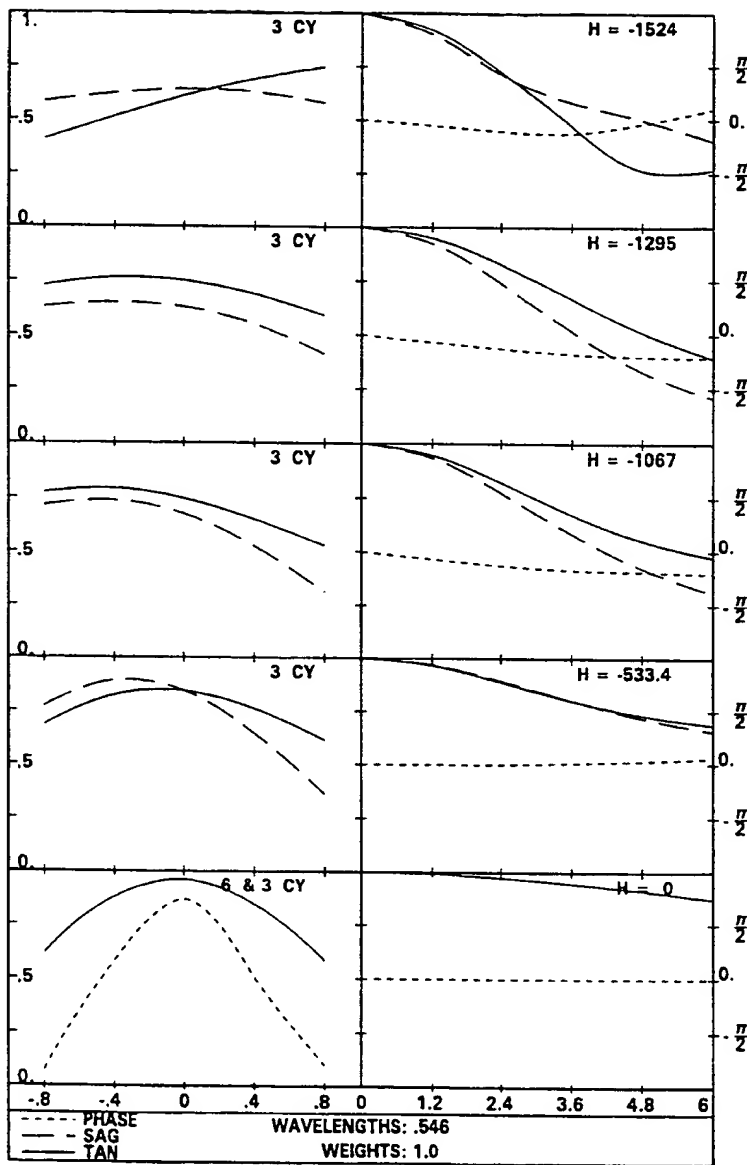 1.
3 CY
H = -1524
π/2
.5
0.
-π/2
0.
3 CY
H = -1295
π/2
.5
0.
-π/2
0.
3 CY
H = -1067
π/2
.5
0.
-π/2
0.
3 CY
H = -533.4
π/2
.5
0.
-π/2
0.
6 & 3 CY
H = 0
π/2
.5
0.
-π/2
0.
-.8 -.4 0 .4 .8 0 1.2 2.4 3.6 4.8 6
PHASE
SAG
TAN
WAVELENGTHS: .546
WEIGHTS: 1.0